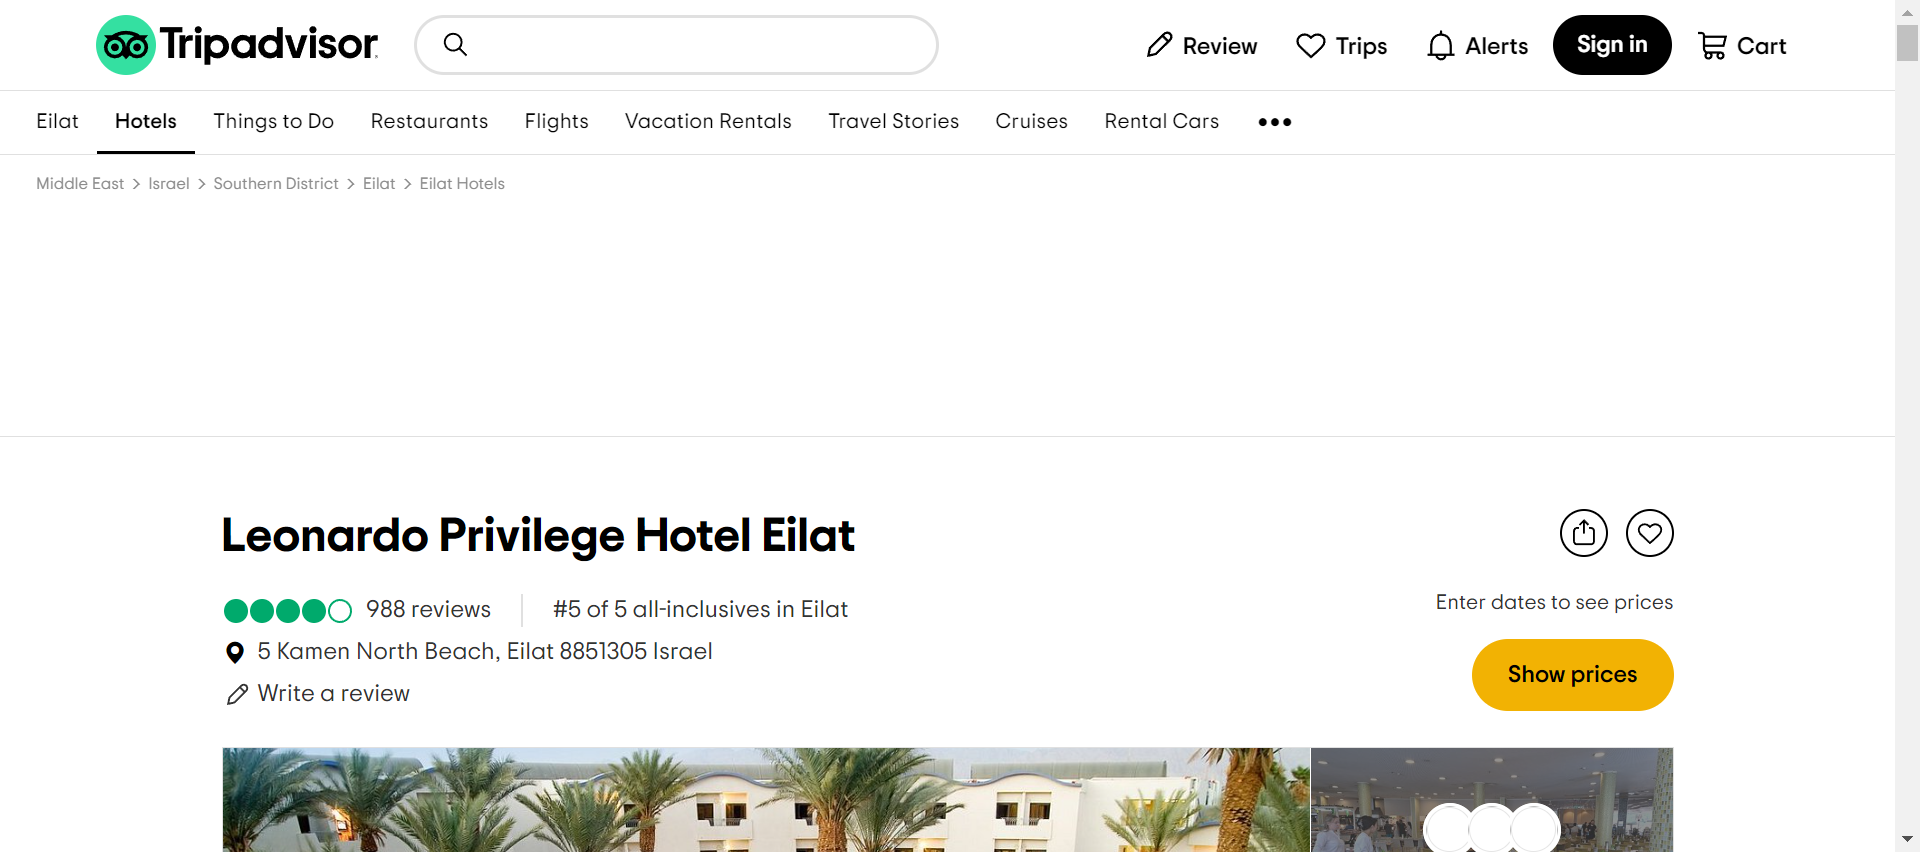 Tripadvisor
Review
Trips
Alerts
Sign in
Cart
Eilat
Hotels
Things to Do
Restaurants
Flights
Vacation Rentals
Travel Stories
Cruises
Rental Cars
Middle East > Israel > Southern District > Eilat > Eilat Hotels
Leonardo Privilege Hotel Eilat
988 reviews
#5 of 5 all-inclusives in Eilat
Enter dates to see prices
5 Kamen North Beach, Eilat 8851305 Israel
Show prices
Write a review